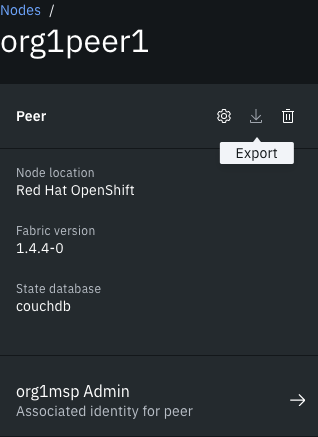 Nodes /
org1peer1
Peer
Export
Node location
Red Hat OpenShift
Fabric version
1.4.4-0
State database
couchdb
org1msp Admin
Associated identity for peer